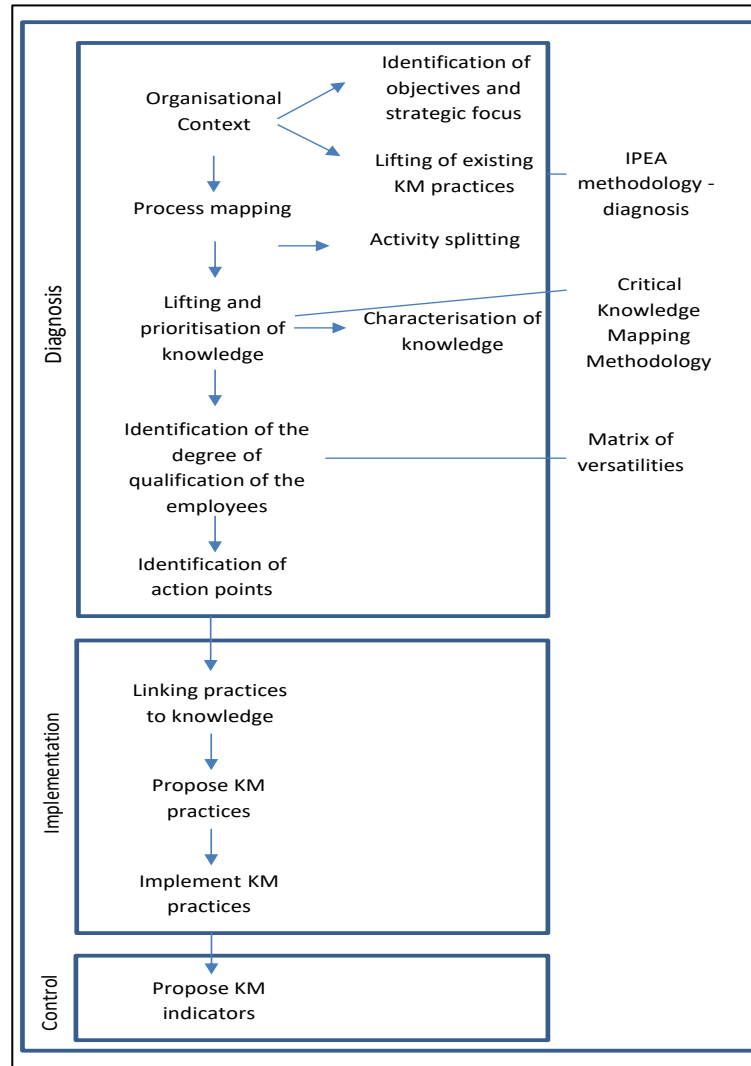 Diagnosis
Organisational
Context
Identification of
objectives and
strategic focus
Lifting of existing
KM practices
IPEA
methodology -
diagnosis
Process mapping
Activity splitting
Lifting and
prioritisation of
knowledge
Characterisation of
knowledge
Critical
Knowledge
Mapping
Methodology
Identification of the
degree of
qualification of the
employees
Matrix of
versatilities
Identification of
action points
Implementation
Linking practices
to knowledge
Propose KM
practices
Implement KM
practices
Control
Propose KM
indicators